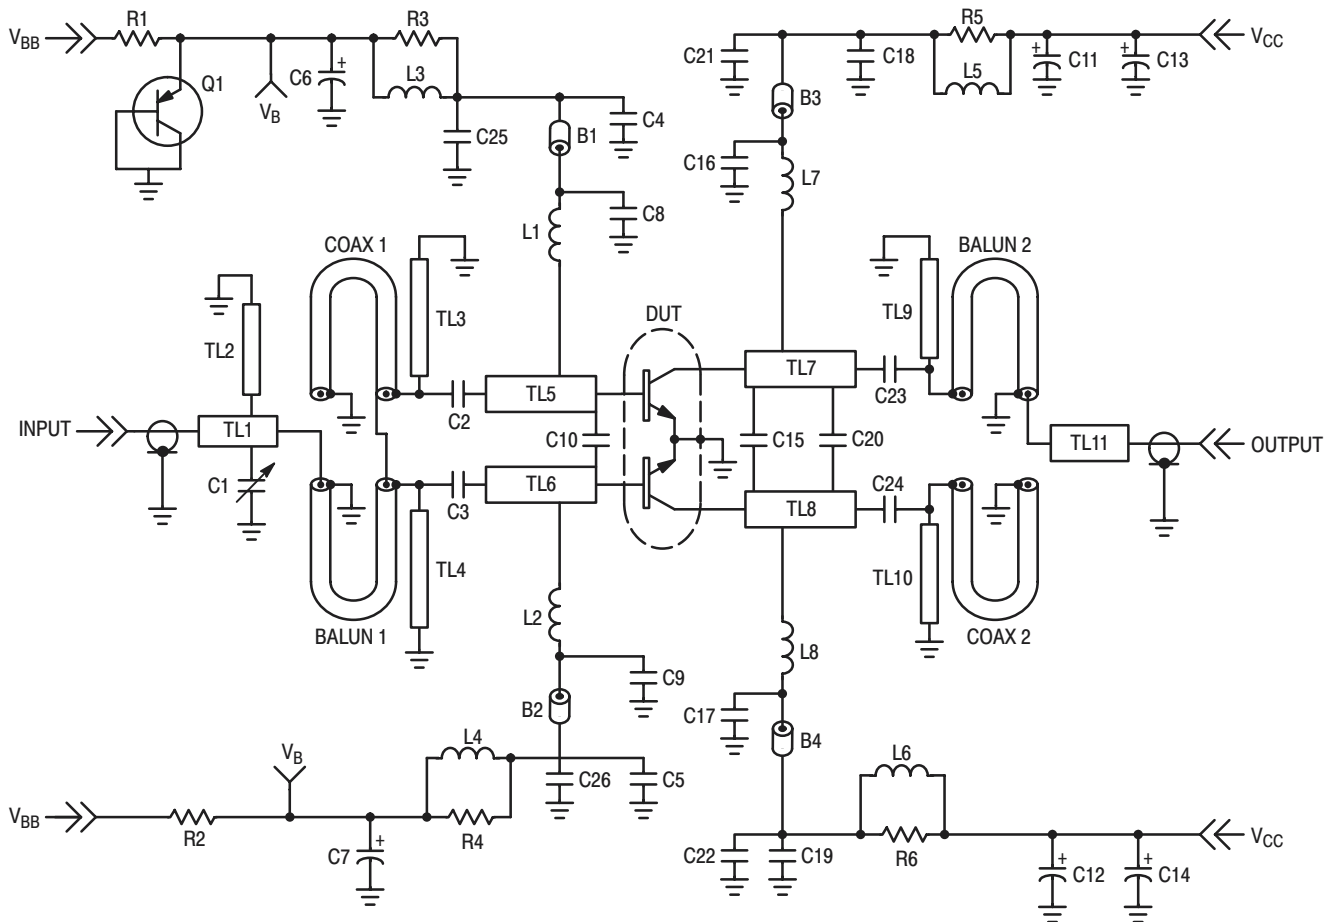 R1
R3
R5
VBB
VCC
C21
C18
C11
C13
+
+
+
C6
Q1
L3
L5
VB
B3
C4
C25
B1
C16
L7
C8
L1
COAX 1
BALUN 2
TL3
TL9
DUT
TL2
TL7
TL5
C23
C2
INPUT
TL1
C10
C15
C20
TL11
OUTPUT
C1
TL6
C24
C3
TL8
TL4
TL10
BALUN 1
L2
COAX 2
L8
C9
B2
C17
B4
L4
L6
VB
C26
C5
VBB
R2
R4
VCC
C7
+
C22
C19
R6
+
+
C12
C14